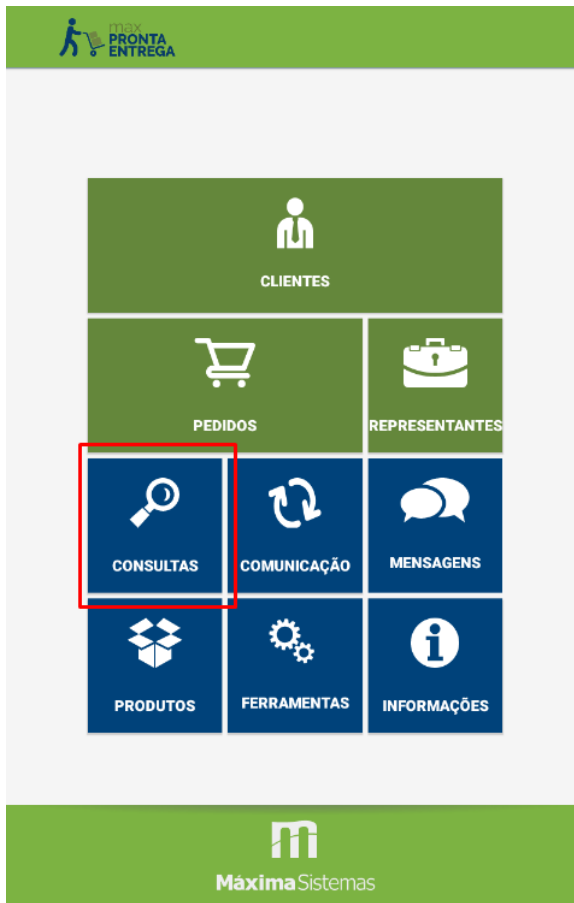 max
PRONTA
ENTREGA
CLIENTES
PEDIDOS
REPRESENTANTES
CONSULTAS
COMUNICAÇÃO
MENSAGENS
PRODUTOS
FERRAMENTAS
INFORMAÇÕES
MáximaSistemas